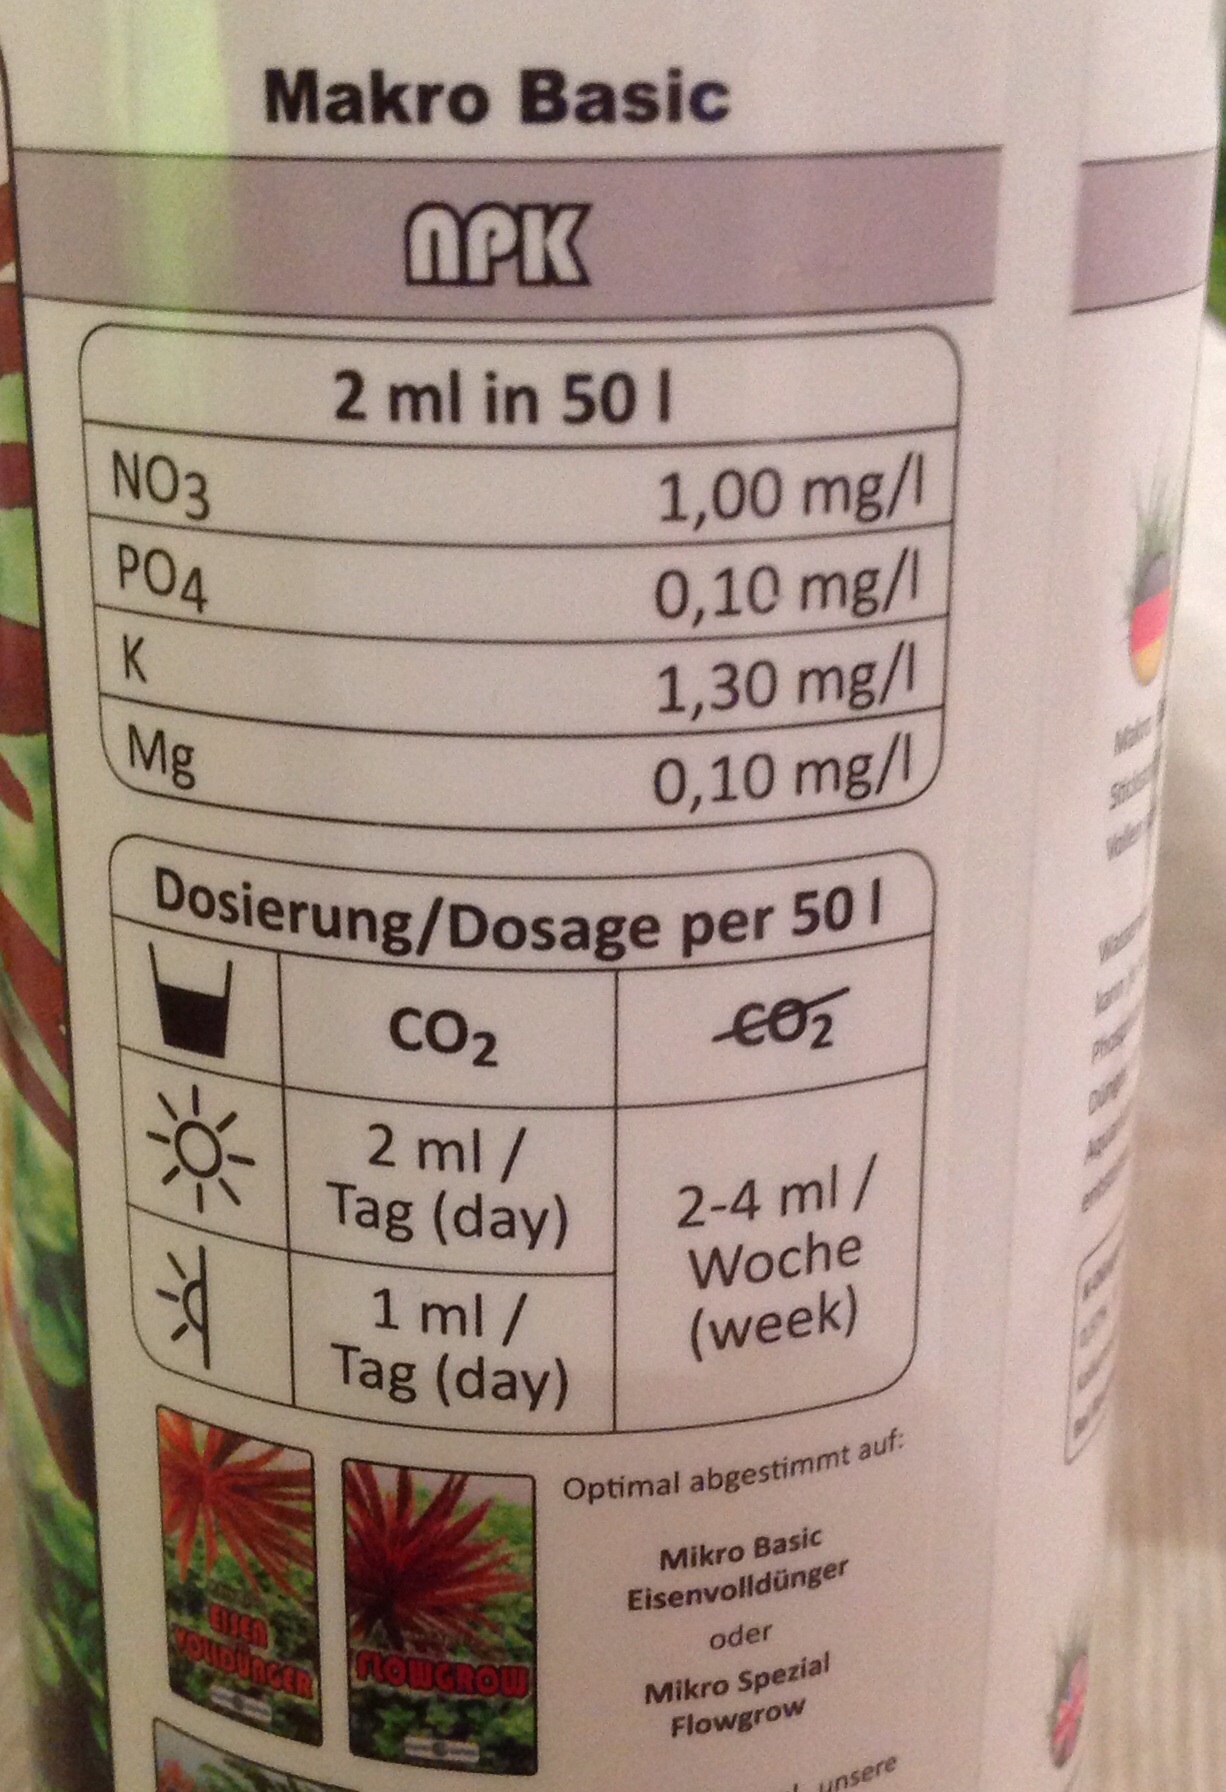 Makro Basic
NPK
2 ml in 50 l
NO3 1,00 mg/l
PO4 0,10 mg/l
K 1,30 mg/l
Mg 0,10 mg/l
Dosierung/Dosage per 50 l
CO2 CO2
2 ml /
Tag (day)
1 ml /
Tag (day)
2-4 ml /
Woche
(week)
EISEN
VOLLDÜNGER
FLOWGROW
Optimal abgestimmt auf:
Mikro Basic
Eisenvolldünger
oder
Mikro Spezial
Flowgrow
unsere